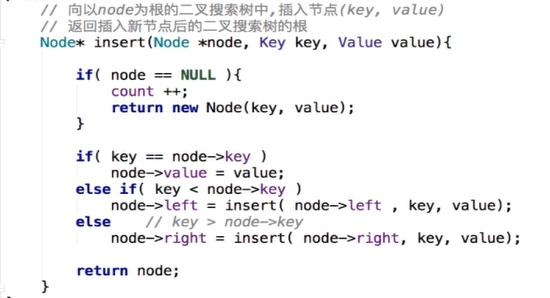 // 向以node为根的二叉搜索树中,插入节点(key, value)
// 返回插入新节点后的二叉搜索树的根
Node* insert(Node *node, Key key, Value value){
if( node == NULL ){
count ++;
return new Node(key, value);
}
if( key == node->key )
node->value = value;
else if( key < node->key )
node->left = insert( node->left , key, value);
else // key > node->key
node->right = insert( node->right, key, value);
return node;
}